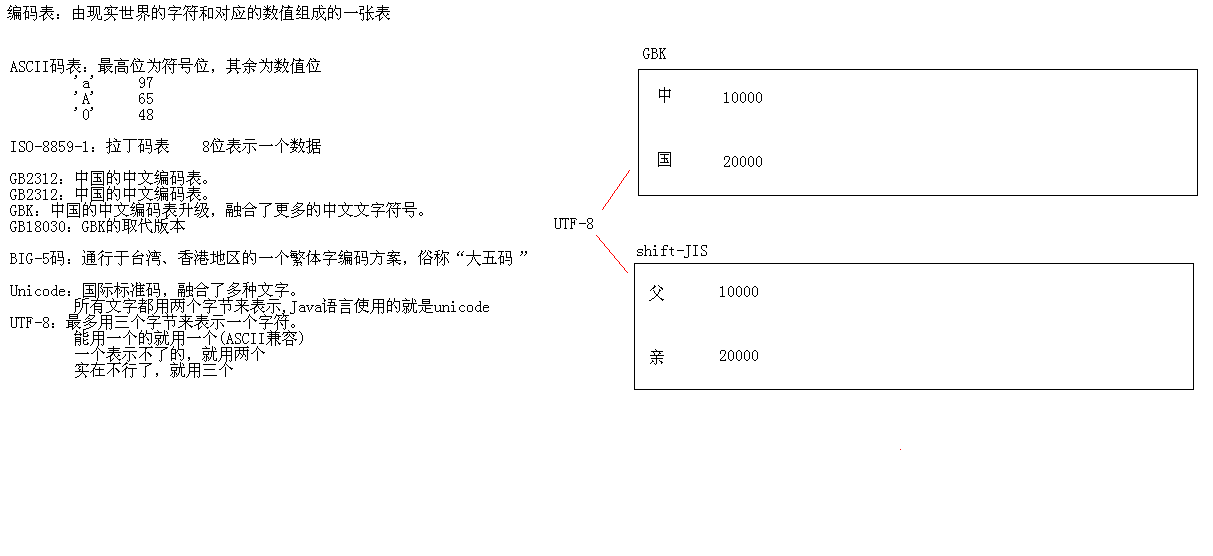 编码表：由现实世界的字符和对应的数值组成的一张表
ASCII码表：最高位为符号位，其余为数值位
'a' 97
'A' 65
'0' 48
ISO-8859-1：拉丁码表 8位表示一个数据
GB2312：中国的中文编码表。
GB2312：中国的中文编码表。
GBK：中国的中文编码表升级，融合了更多的中文文字符号。
GB18030：GBK的取代版本
BIG-5码：通行于台湾、香港地区的一个繁体字编码方案，俗称“大五码 ”
Unicode：国际标准码，融合了多种文字。
所有文字都用两个字节来表示,Java语言使用的就是unicode
UTF-8：最多用三个字节来表示一个字符。
能用一个的就用一个(ASCII兼容)
一个表示不了的，就用两个
实在不行了，就用三个
UTF-8
GBK
中 10000
国 20000
shift-JIS
父 10000
亲 20000